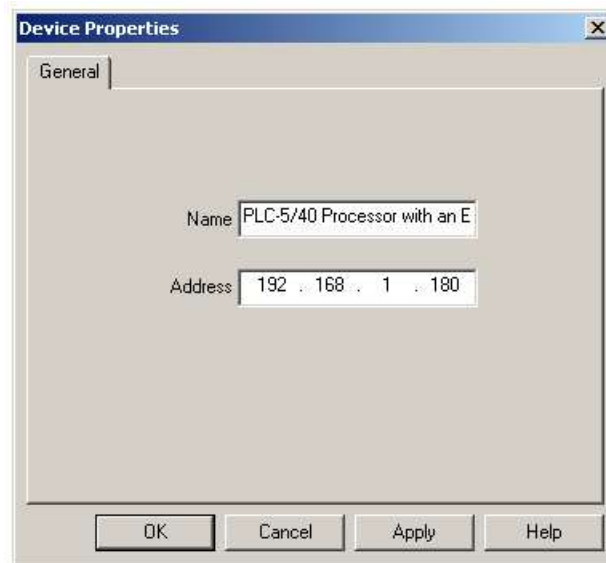 Device Properties
General
Name PLC-5/40 Processor with an E
Address 192 . 168 . 1 . 180
OK Cancel Apply Help